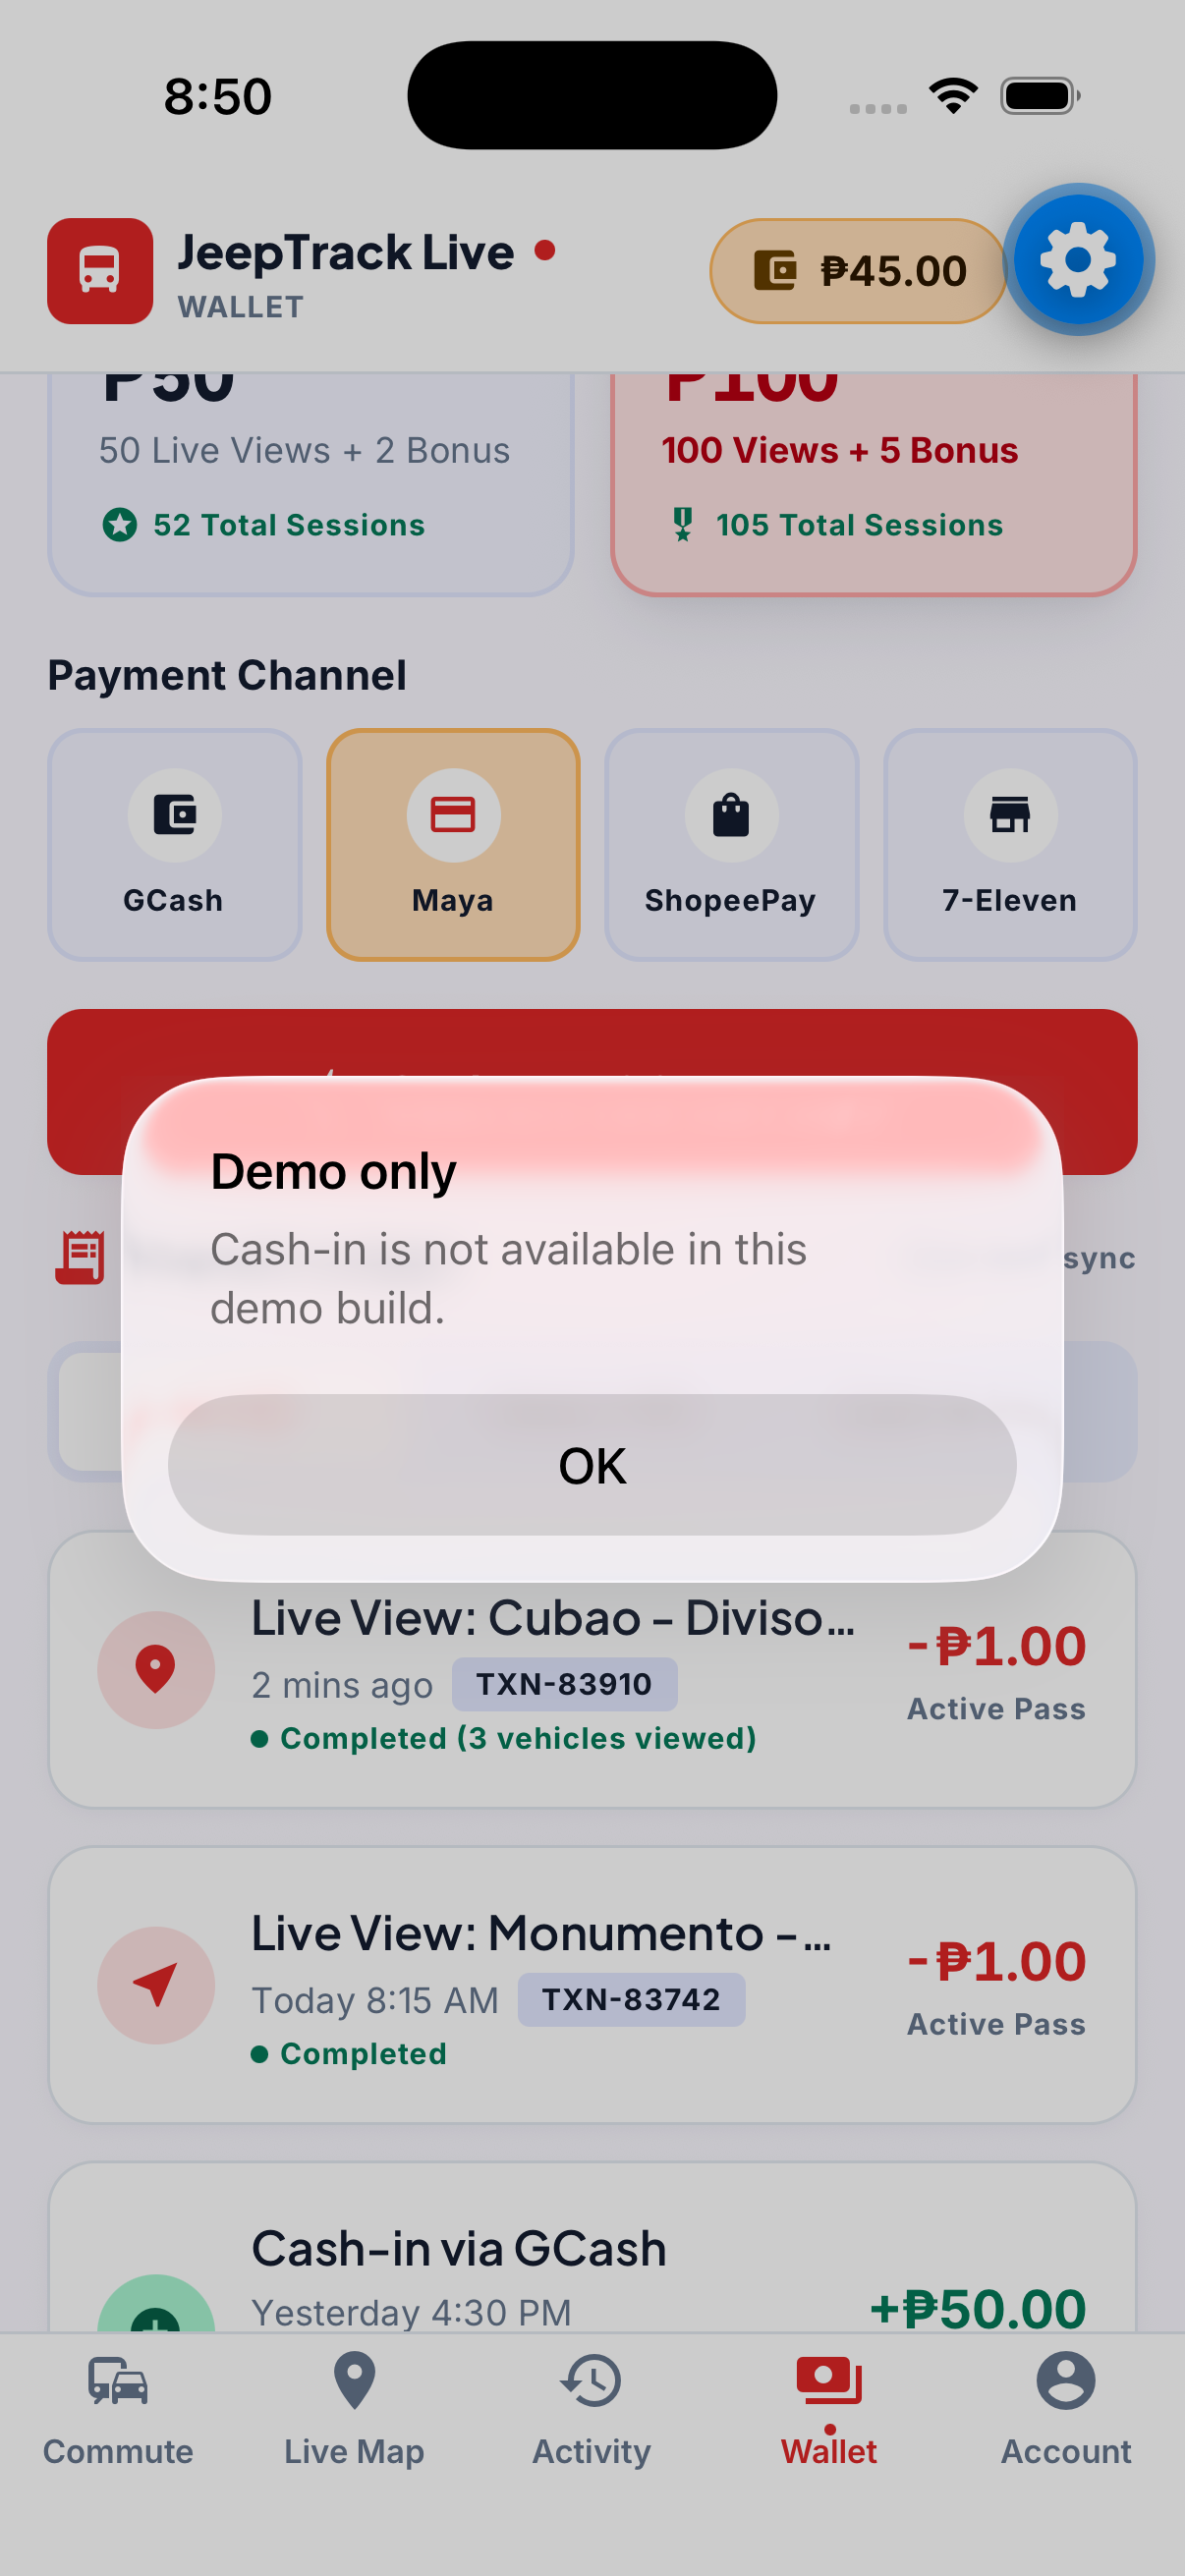 8:50
JeepTrack Live
WALLET
₱45.00
₱50
₱100
50 Live Views + 2 Bonus
100 Views + 5 Bonus
52 Total Sessions
105 Total Sessions
Payment Channel
GCash
Maya
ShopeePay
7-Eleven
Demo only
Cash-in is not available in this
demo build.
sync
OK
Live View: Cubao - Diviso...
-₱1.00
2 mins ago
TXN-83910
Active Pass
Completed (3 vehicles viewed)
Live View: Monumento -...
-₱1.00
Today 8:15 AM
TXN-83742
Active Pass
Completed
Cash-in via GCash
Yesterday 4:30 PM
+₱50.00
Commute
Live Map
Activity
Wallet
Account